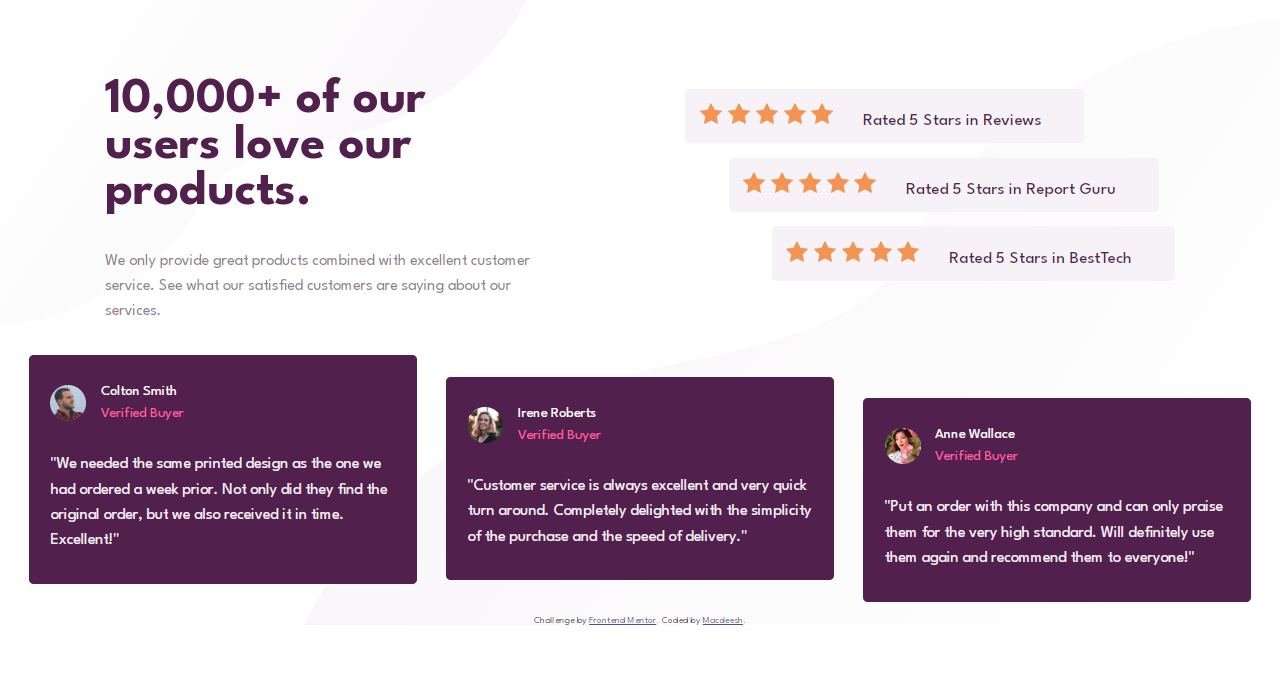 10,000+ of our
users love our
products.
We only provide great products combined with excellent customer
service. See what our satisfied customers are saying about our
services.
Rated 5 Stars in Reviews
Rated 5 Stars in Report Guru
Rated 5 Stars in BestTech
Colton Smith
Verified Buyer
"We needed the same printed design as the one we
had ordered a week prior. Not only did they find the
original order, but we also received it in time.
Excellent!"
Irene Roberts
Verified Buyer
"Customer service is always excellent and very quick
turn around. Completely delighted with the simplicity
of the purchase and the speed of delivery."
Anne Wallace
Verified Buyer
"Put an order with this company and can only praise
them for the very high standard. Will definitely use
them again and recommend them to everyone!"
Challenge by Frontend Mentor. Coded by Macdeesh.